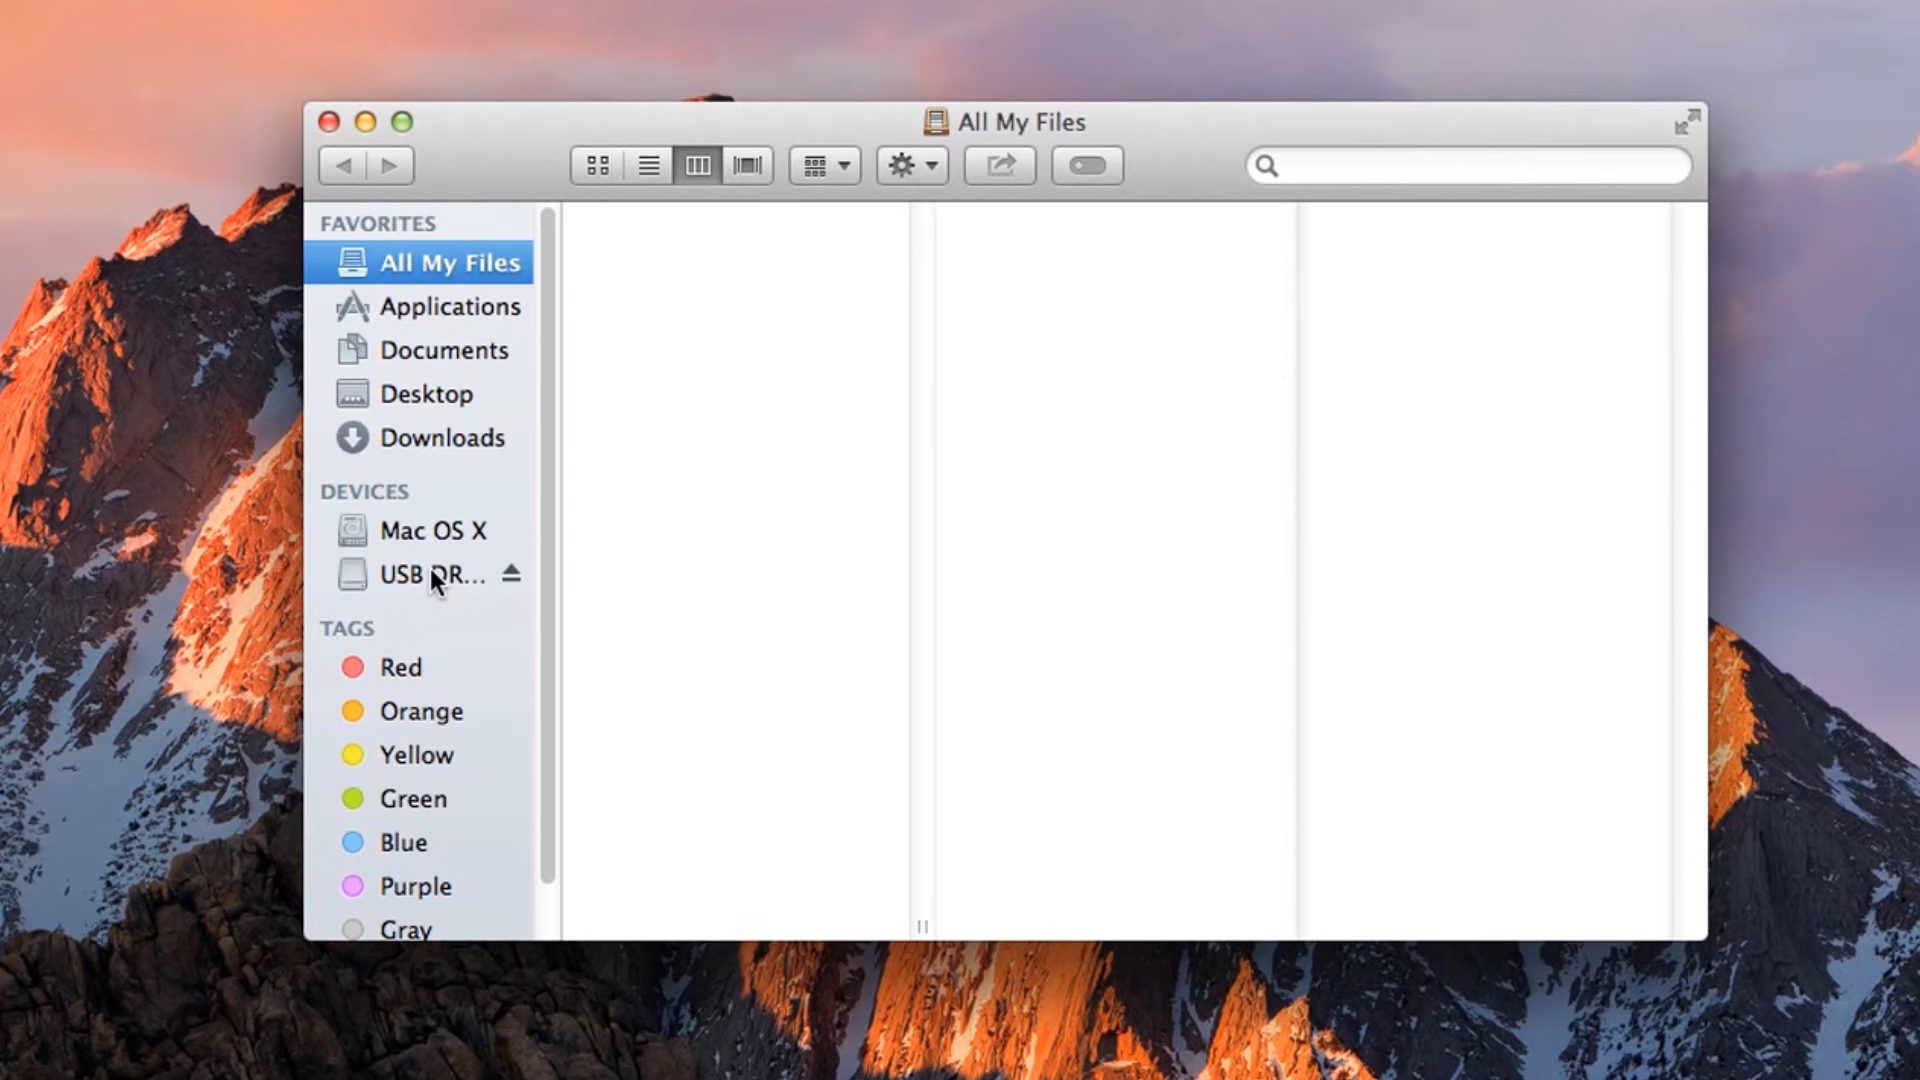 All My Files
FAVORITES
All My Files
Applications
Documents
Desktop
Downloads
DEVICES
Mac OS X
USB DR...
TAGS
Red
Orange
Yellow
Green
Blue
Purple
Gray